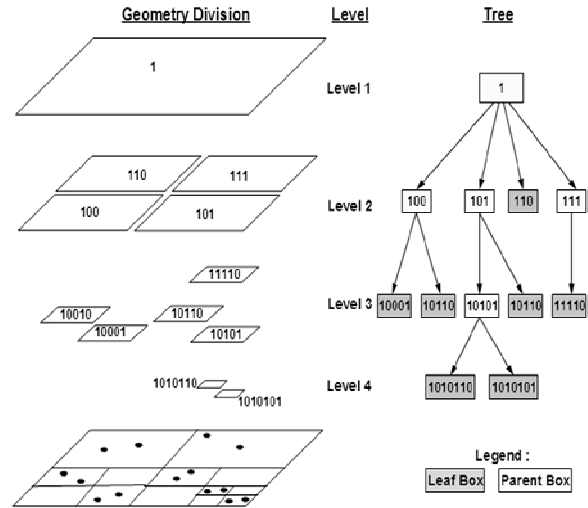 Geometry Division Level Tree
1
Level 1
1
110 111
100 101
Level 2
100 101 110 111
11110
10010 10110
10001 10101
Level 3
10001 10110 10101 10110 11110
1010110
1010101
Level 4
1010110 1010101
Legend :
Leaf Box Parent Box